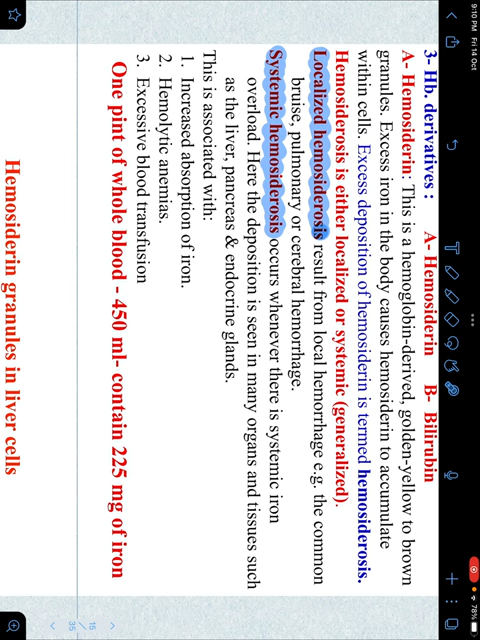 9:10 PM Fri 14 Oct
78%
3- Hb. derivatives : A- Hemosiderin B- Bilirubin
A- Hemosiderin: This is a hemoglobin-derived, golden-yellow to brown
granules. Excess iron in the body causes hemosiderin to accumulate
within cells. Excess deposition of hemosiderin is termed hemosiderosis.
Hemosiderosis is either localized or systemic (generalized).
Localized hemosiderosis result from local hemorrhage e.g. the common
bruise, pulmonary or cerebral hemorrhage.
Systemic hemosiderosis occurs whenever there is systemic iron
overload. Here the deposition is seen in many organs and tissues such
as the liver, pancreas & endocrine glands.
This is associated with:
1. Increased absorption of iron.
2. Hemolytic anemias.
3. Excessive blood transfusion
One pint of whole blood - 450 ml- contain 225 mg of iron
15 / 35
Hemosiderin granules in liver cells